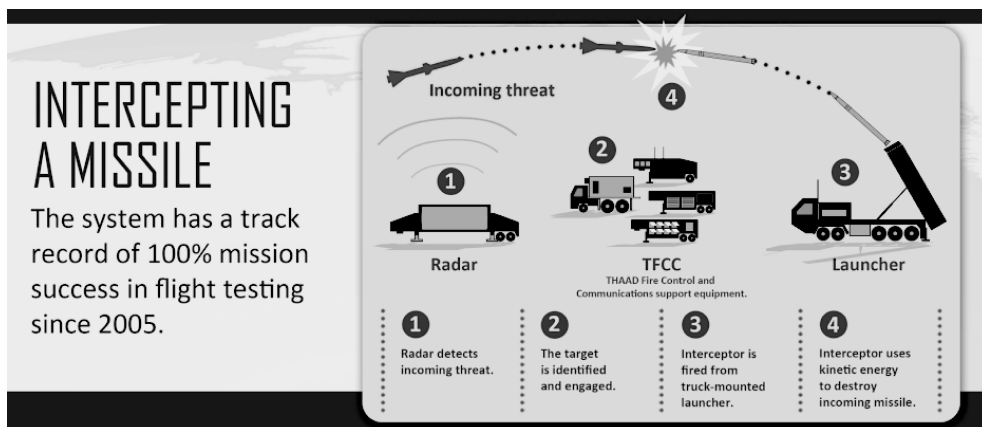 INTERCEPTING
A MISSILE
The system has a track
record of 100% mission
success in flight testing
since 2005.
Incoming threat
4
1
2
3
Radar
TFCC
THAAD Fire Control and
Communications support equipment.
Launcher
1
Radar detects
incoming threat.
2
The target
is identified
and engaged.
3
Interceptor is
fired from
truck-mounted
launcher.
4
Interceptor uses
kinetic energy
to destroy
incoming missile.